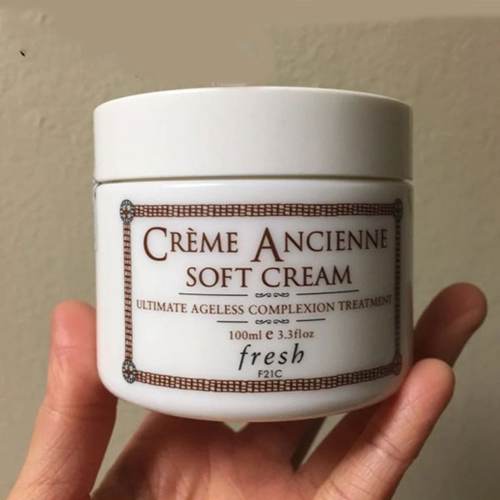 CRÈME ANCIENNE
SOFT CREAM
ULTIMATE AGELESS COMPLEXION TREATMENT
100ml e 3.3floz
fresh
F21C